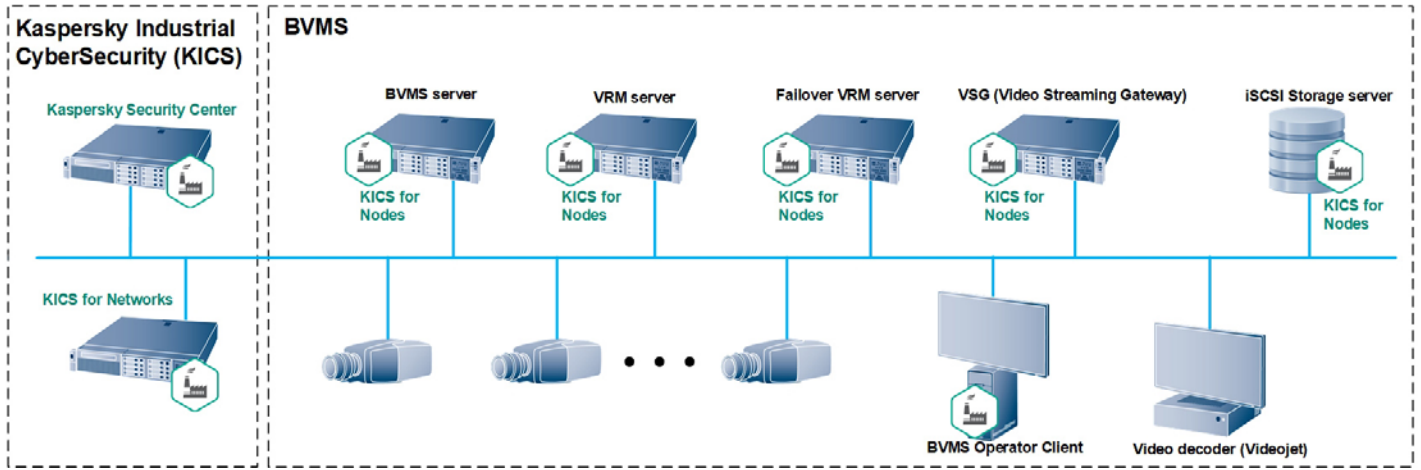 Kaspersky Industrial
CyberSecurity (KICS)
BVMS
Kaspersky Security Center
BVMS server
VRM server
Failover VRM server
VSG (Video Streaming Gateway)
iSCSI Storage server
KICS for
Nodes
KICS for
Nodes
KICS for
Nodes
KICS for
Nodes
KICS for
Nodes
KICS for Networks
BVMS Operator Client
Video decoder (Videojet)